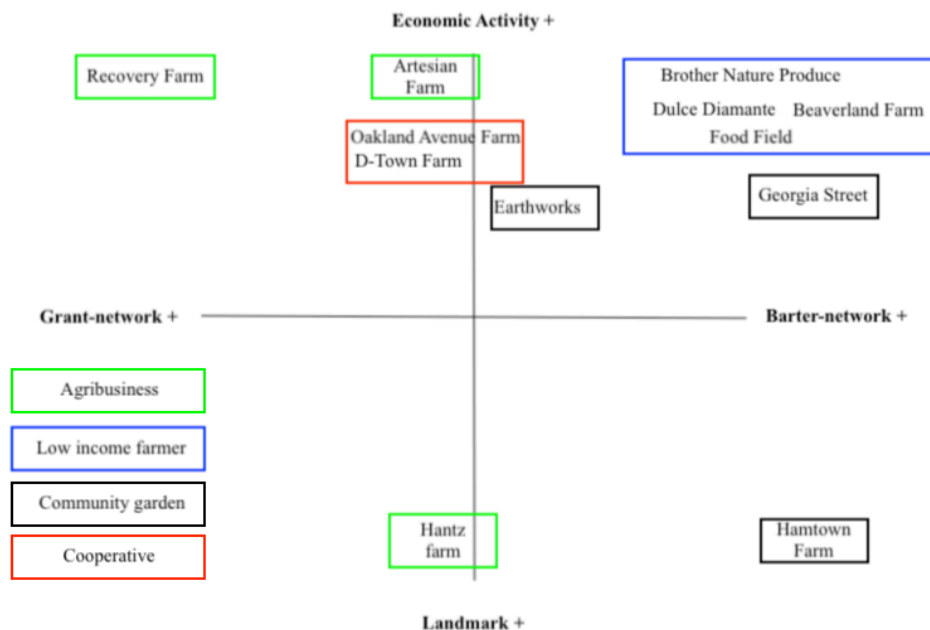 Economic Activity +
Recovery Farm
Artesian
Farm
Brother Nature Produce
Dulce Diamante Beaverland Farm
Food Field
Oakland Avenue Farm
D-Town Farm
Earthworks
Georgia Street
Grant-network +
Barter-network +
Agribusiness
Low income farmer
Community garden
Cooperative
Hantz
farm
Hamtown
Farm
Landmark +